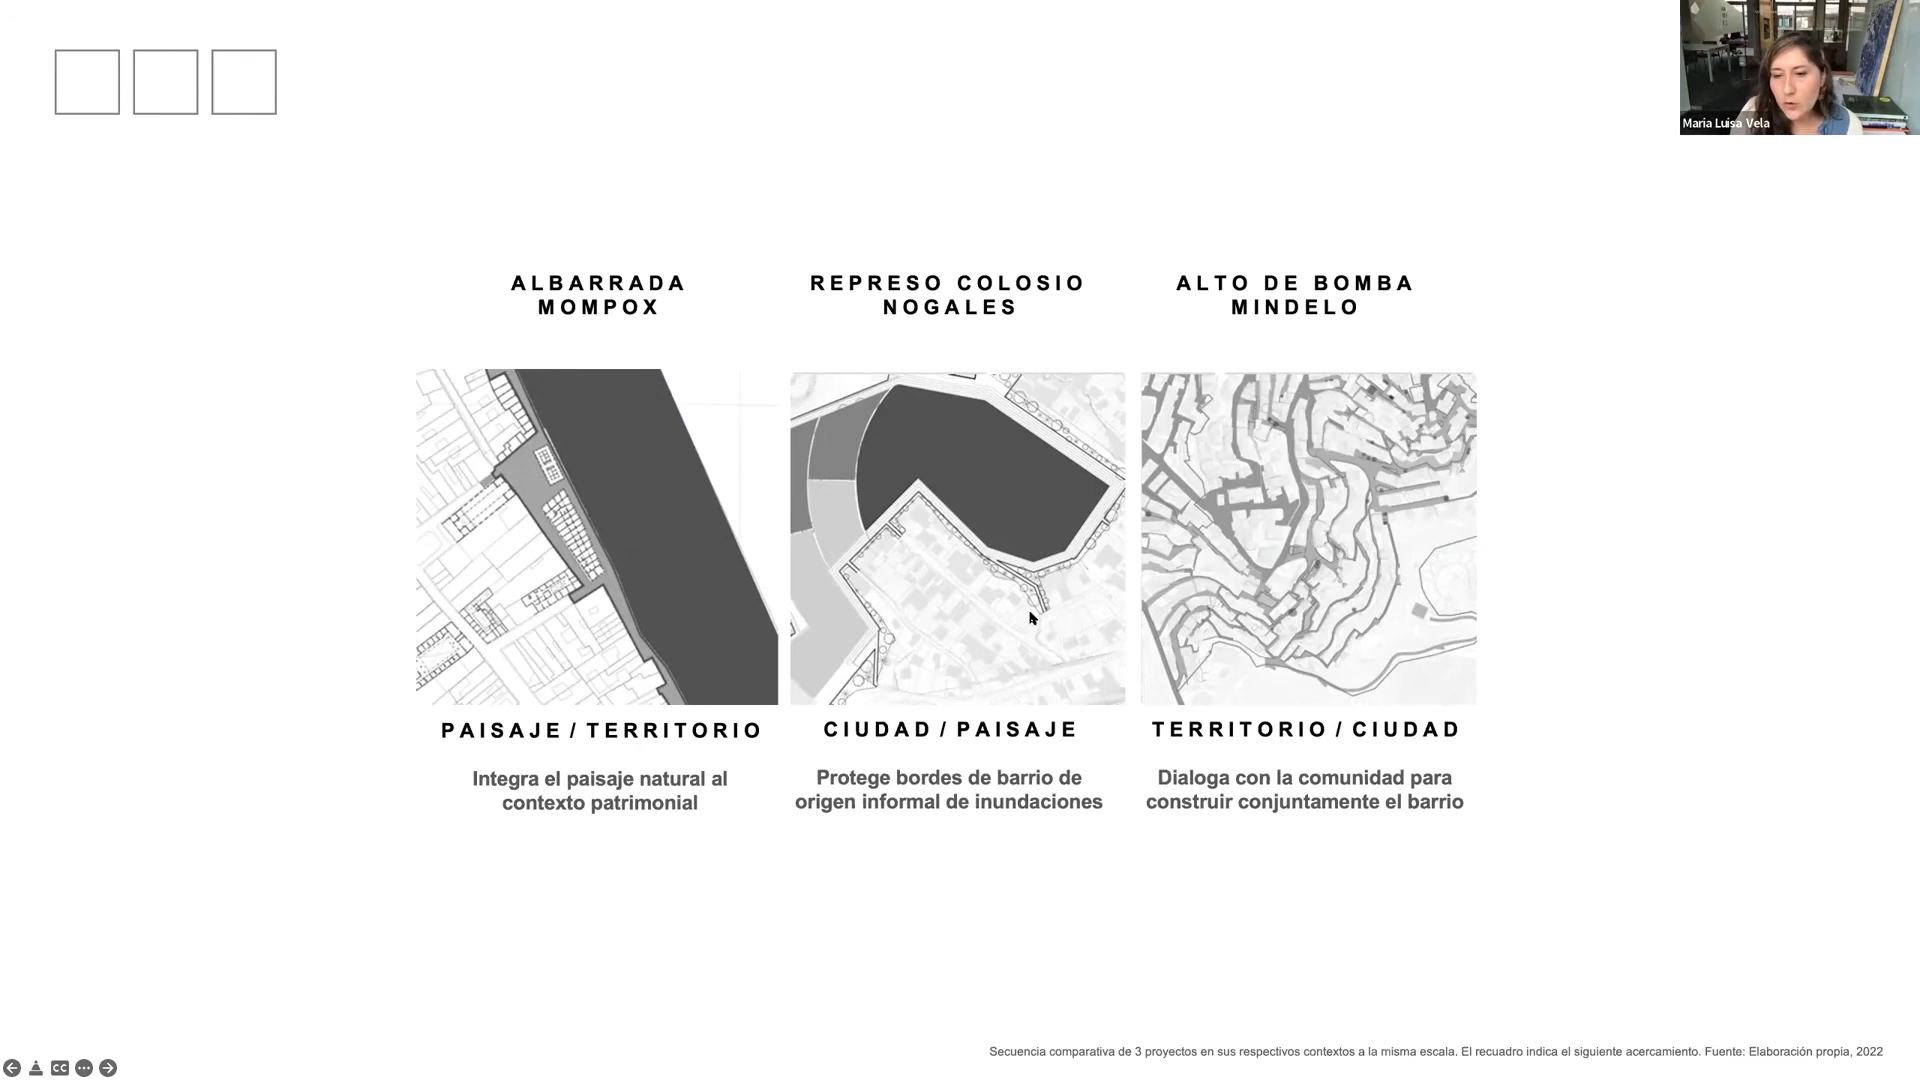 Maria Luisa Vela
ALBARRADA
MOMPOX
REPRESO COLOSIO
NOGALES
ALTO DE BOMBA
MINDELO
PAISAJE / TERRITORIO
CIUDAD / PAISAJE
TERRITORIO / CIUDAD
Integra el paisaje natural al
contexto patrimonial
Protege bordes de barrio de
origen informal de inundaciones
Dialoga con la comunidad para
construir conjuntamente el barrio
Secuencia comparativa de 3 proyectos en sus respectivos contextos a la misma escala. El recuadro indica el siguiente acercamiento. Fuente: Elaboración propia, 2022
CC